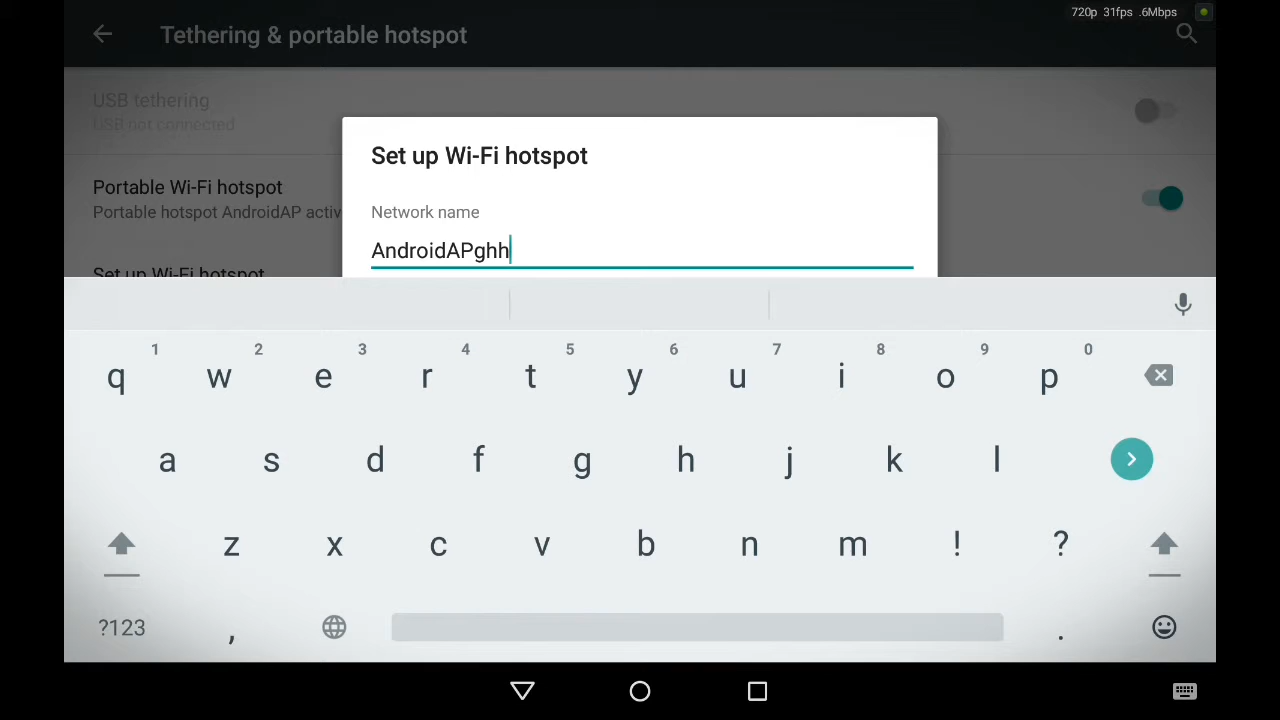 720p 31fps .6Mbps
Tethering & portable hotspot
USB tethering
USB not connected
Set up Wi-Fi hotspot
Portable Wi-Fi hotspot
Network name
Portable hotspot AndroidAP activ
AndroidAPghh
Set up Wi-Fi hotspot
1 2 3 4 5 6 7 8 9 0
q w e r t y u i o p
a s d f g h j k l
z x c v b n m ! ?
?123 , .